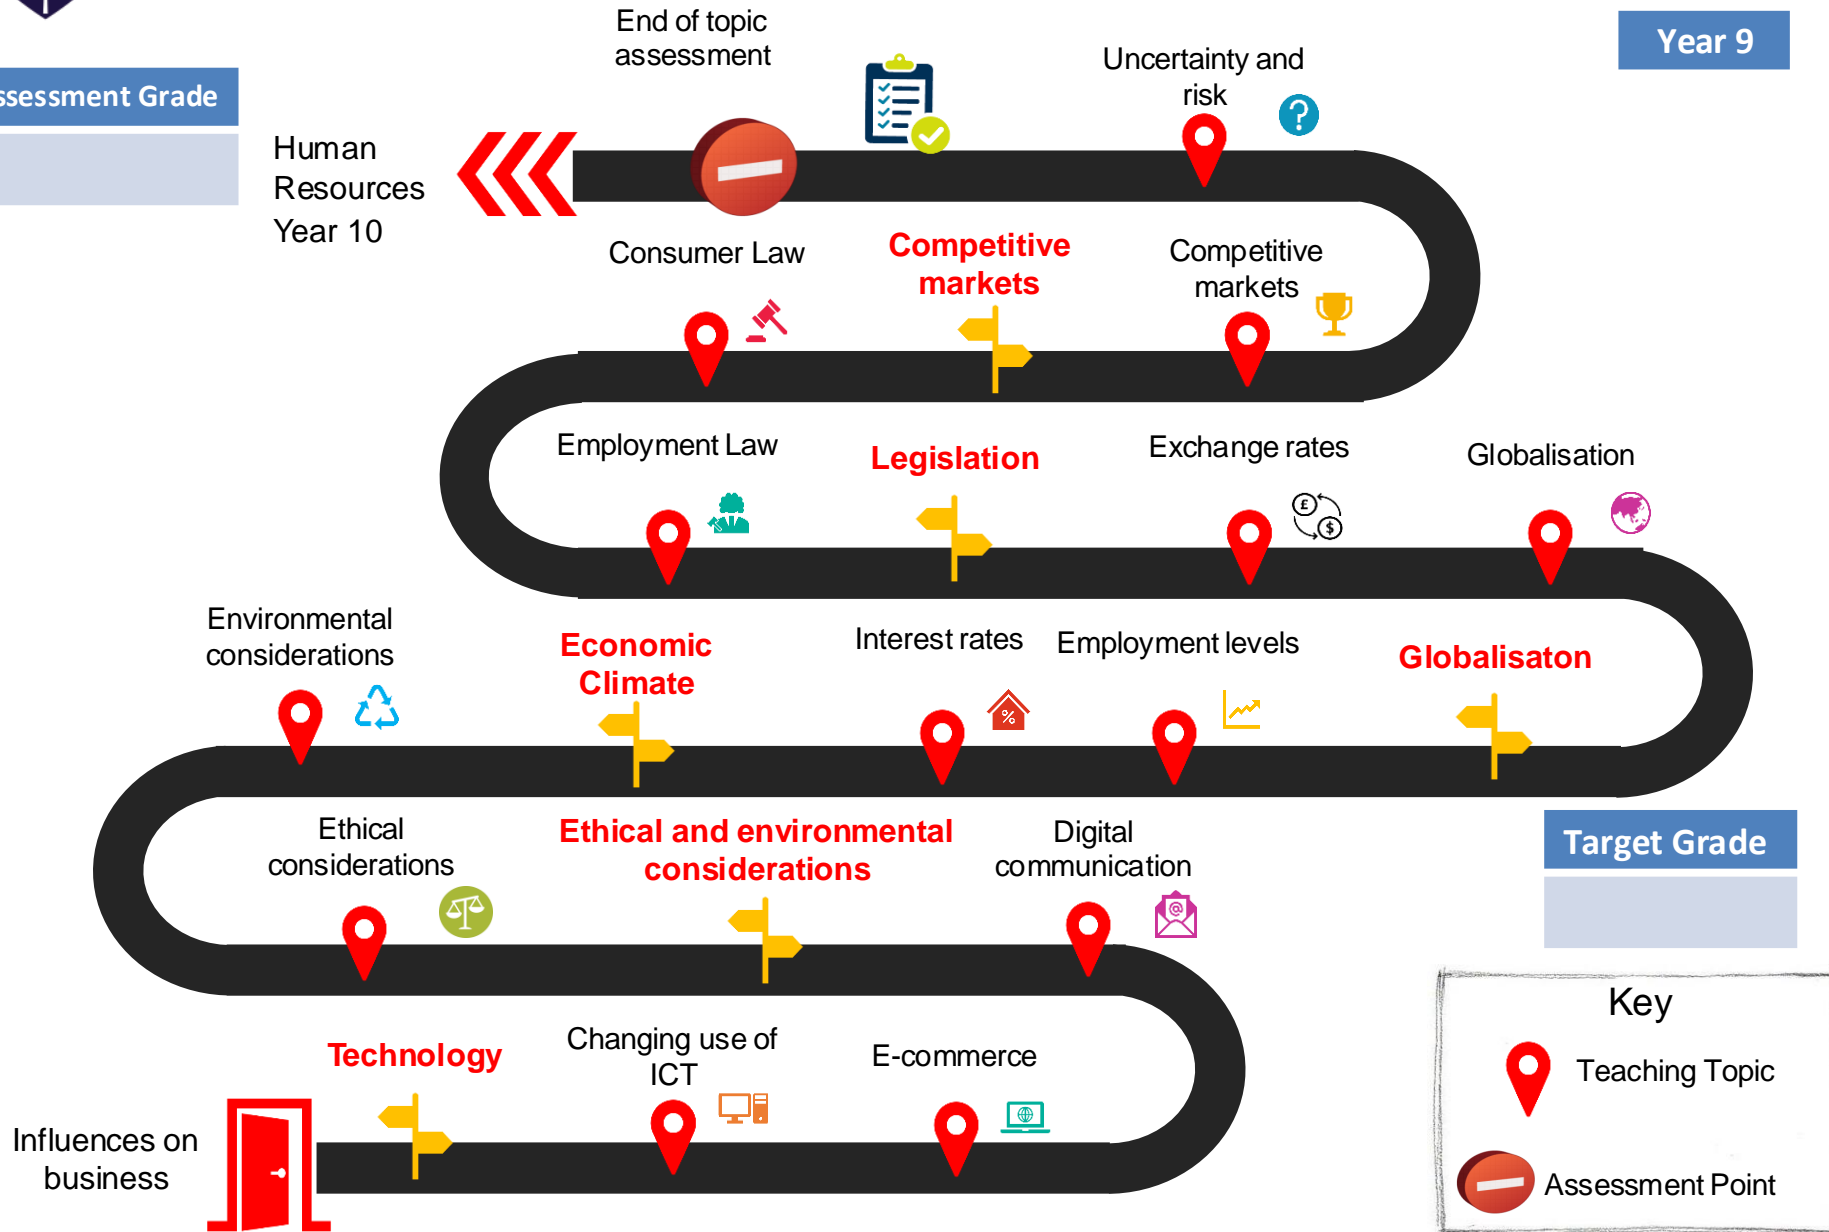 End of topic
assessment
Year 9
Uncertainty and
risk
ssessment Grade
Human
Resources
Year 10
Consumer Law
Competitive
markets
Competitive
markets
Employment Law
Legislation
Exchange rates
£
$
Globalisation
Environmental
considerations
Economic
Climate
Interest rates
%
Employment levels
Globalisaton
Ethical
considerations
Ethical and environmental
considerations
Digital
communication
@
Target Grade
Technology
Changing use of
ICT
E-commerce
Influences on
business
Key
Teaching Topic
Assessment Point